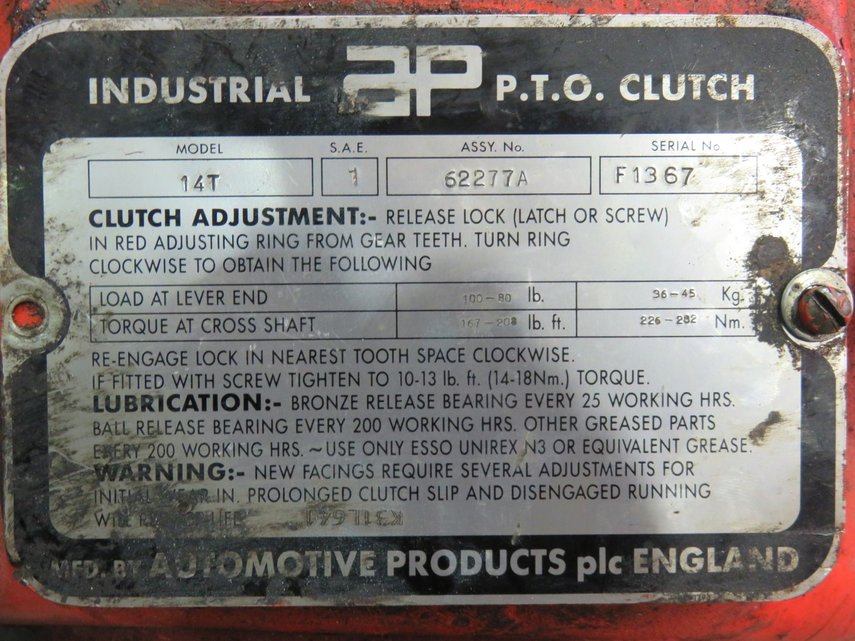 INDUSTRIAL AP P.T.O. CLUTCH
MODEL S.A.E. ASSY. No. SERIAL No.
14T 1 62277A F1367
CLUTCH ADJUSTMENT:- RELEASE LOCK (LATCH OR SCREW)
IN RED ADJUSTING RING FROM GEAR TEETH. TURN RING
CLOCKWISE TO OBTAIN THE FOLLOWING
LOAD AT LEVER END 100-80 lb. 36-45 Kg.
TORQUE AT CROSS SHAFT 167-208 lb. ft. 226-282 Nm.
RE-ENGAGE LOCK IN NEAREST TOOTH SPACE CLOCKWISE.
IF FITTED WITH SCREW TIGHTEN TO 10-13 lb. ft. (14-18Nm.) TORQUE.
LUBRICATION:- BRONZE RELEASE BEARING EVERY 25 WORKING HRS.
BALL RELEASE BEARING EVERY 200 WORKING HRS. OTHER GREASED PARTS
EVERY 200 WORKING HRS. ~ USE ONLY ESSO UNIREX N3 OR EQUIVALENT GREASE.
WARNING:- NEW FACINGS REQUIRE SEVERAL ADJUSTMENTS FOR
INITIAL WEAR IN. PROLONGED CLUTCH SLIP AND DISENGAGED RUNNING
MFD. BY AUTOMOTIVE PRODUCTS plc ENGLAND